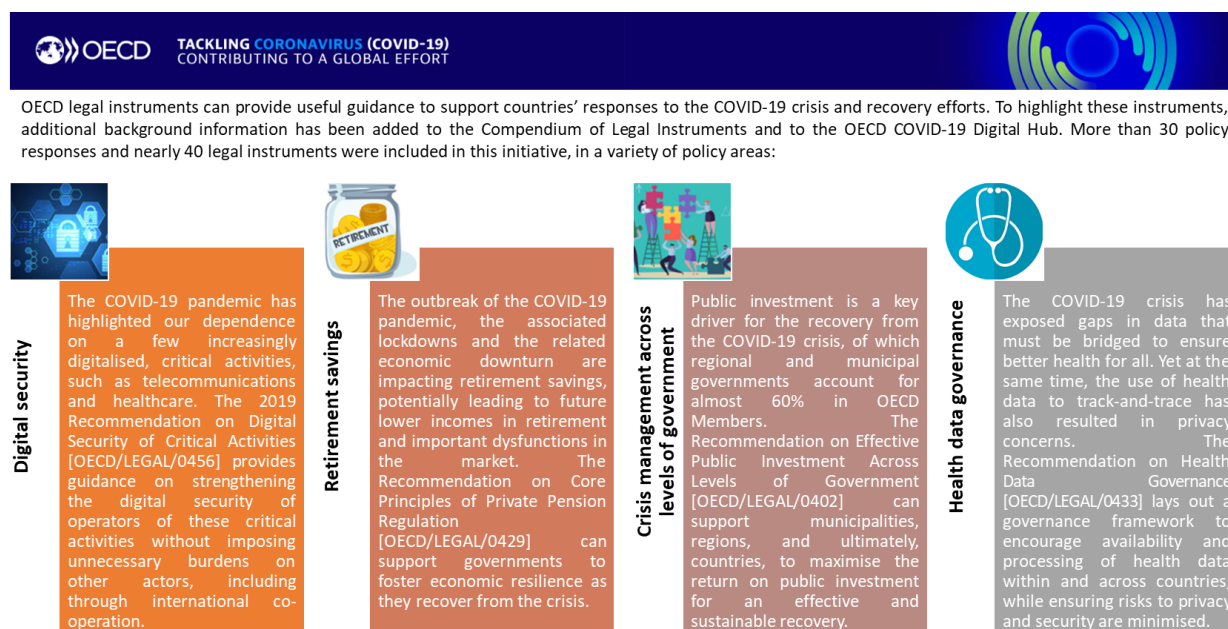 OECD
TACKLING CORONAVIRUS (COVID-19)
CONTRIBUTING TO A GLOBAL EFFORT
OECD legal instruments can provide useful guidance to support countries' responses to the COVID-19 crisis and recovery efforts. To highlight these instruments,
additional background information has been added to the Compendium of Legal Instruments and to the OECD COVID-19 Digital Hub. More than 30 policy
responses and nearly 40 legal instruments were included in this initiative, in a variety of policy areas:
Digital security
The COVID-19 pandemic has
highlighted our dependence
on a few increasingly
digitalised, critical activities,
such as telecommunications
and healthcare. The 2019
Recommendation on Digital
Security of Critical Activities
[OECD/LEGAL/0456] provides
guidance on strengthening
the digital security of
operators of these critical
activities without imposing
unnecessary burdens on
other actors, including
through international co-
operation.
RETIREMENT
Retirement savings
The outbreak of the COVID-19
pandemic, the associated
lockdowns and the related
economic downturn are
impacting retirement savings,
potentially leading to future
lower incomes in retirement
and important dysfunctions in
the market. The
Recommendation on Core
Principles of Private Pension
Regulation
[OECD/LEGAL/0429] can
support governments to
foster economic resilience as
they recover from the crisis.
Crisis management across
levels of government
Public investment is a key
driver for the recovery from
the COVID-19 crisis, of which
regional and municipal
governments account for
almost 60% in OECD
Members. The
Recommendation on Effective
Public Investment Across
Levels of Government
[OECD/LEGAL/0402] can
support municipalities,
regions, and ultimately,
countries, to maximise the
return on public investment
for an effective and
sustainable recovery.
Health data governance
The COVID-19 crisis has
exposed gaps in data that
must be bridged to ensure
better health for all. Yet at the
same time, the use of health
data to track-and-trace has
also resulted in privacy
concerns. The
Recommendation on Health
Data Governance
[OECD/LEGAL/0433] lays out a
governance framework to
encourage availability and
processing of health data
within and across countries,
while ensuring risks to privacy
and security are minimised.